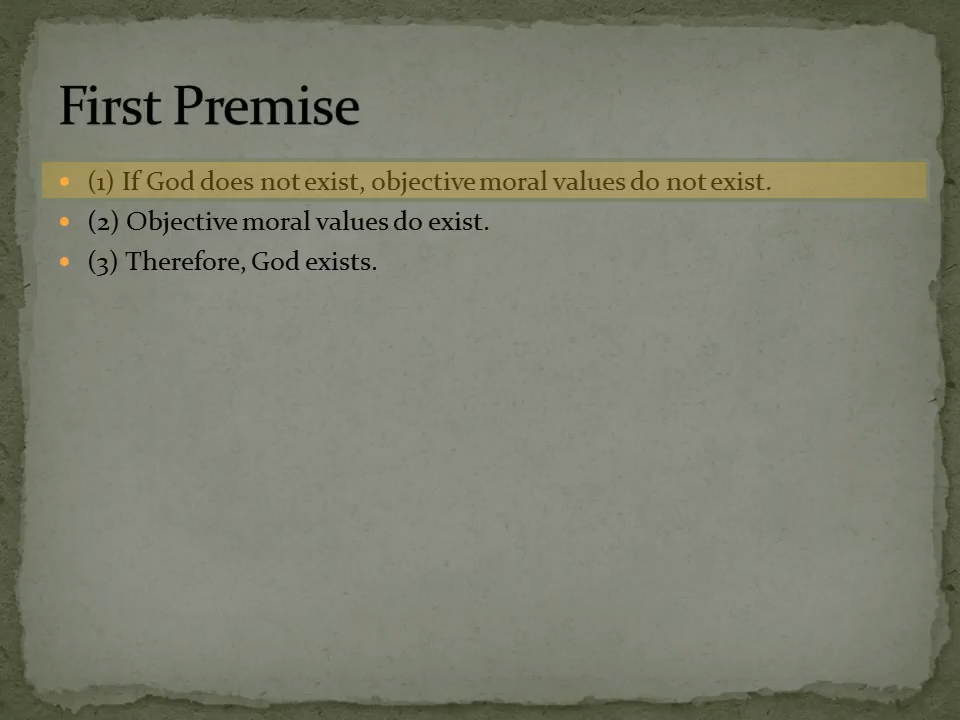 First Premise
(1) If God does not exist, objective moral values do not exist.
(2) Objective moral values do exist.
(3) Therefore, God exists.